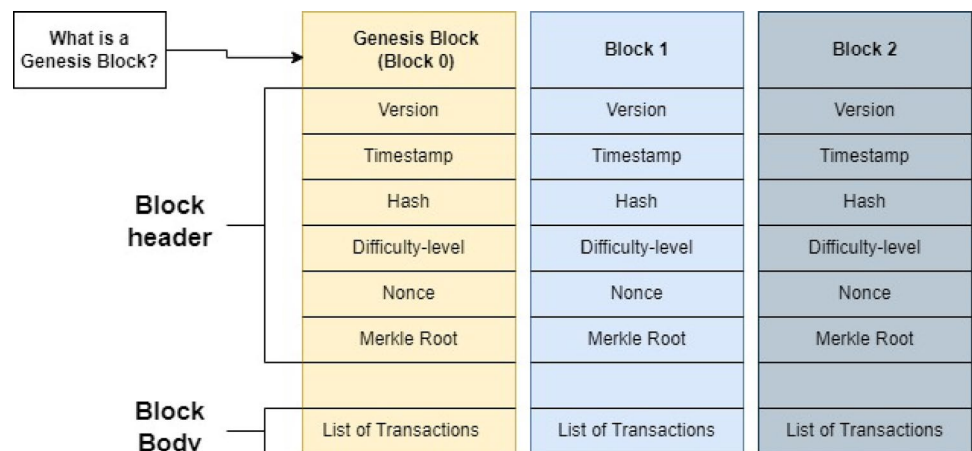 What is a
Genesis Block?
Genesis Block
(Block 0)
Block 1
Block 2
Version
Version
Version
Timestamp
Timestamp
Timestamp
Block
header
Hash
Hash
Hash
Difficulty-level
Difficulty-level
Difficulty-level
Nonce
Nonce
Nonce
Merkle Root
Merkle Root
Merkle Root
Block
Body
List of Transactions
List of Transactions
List of Transactions